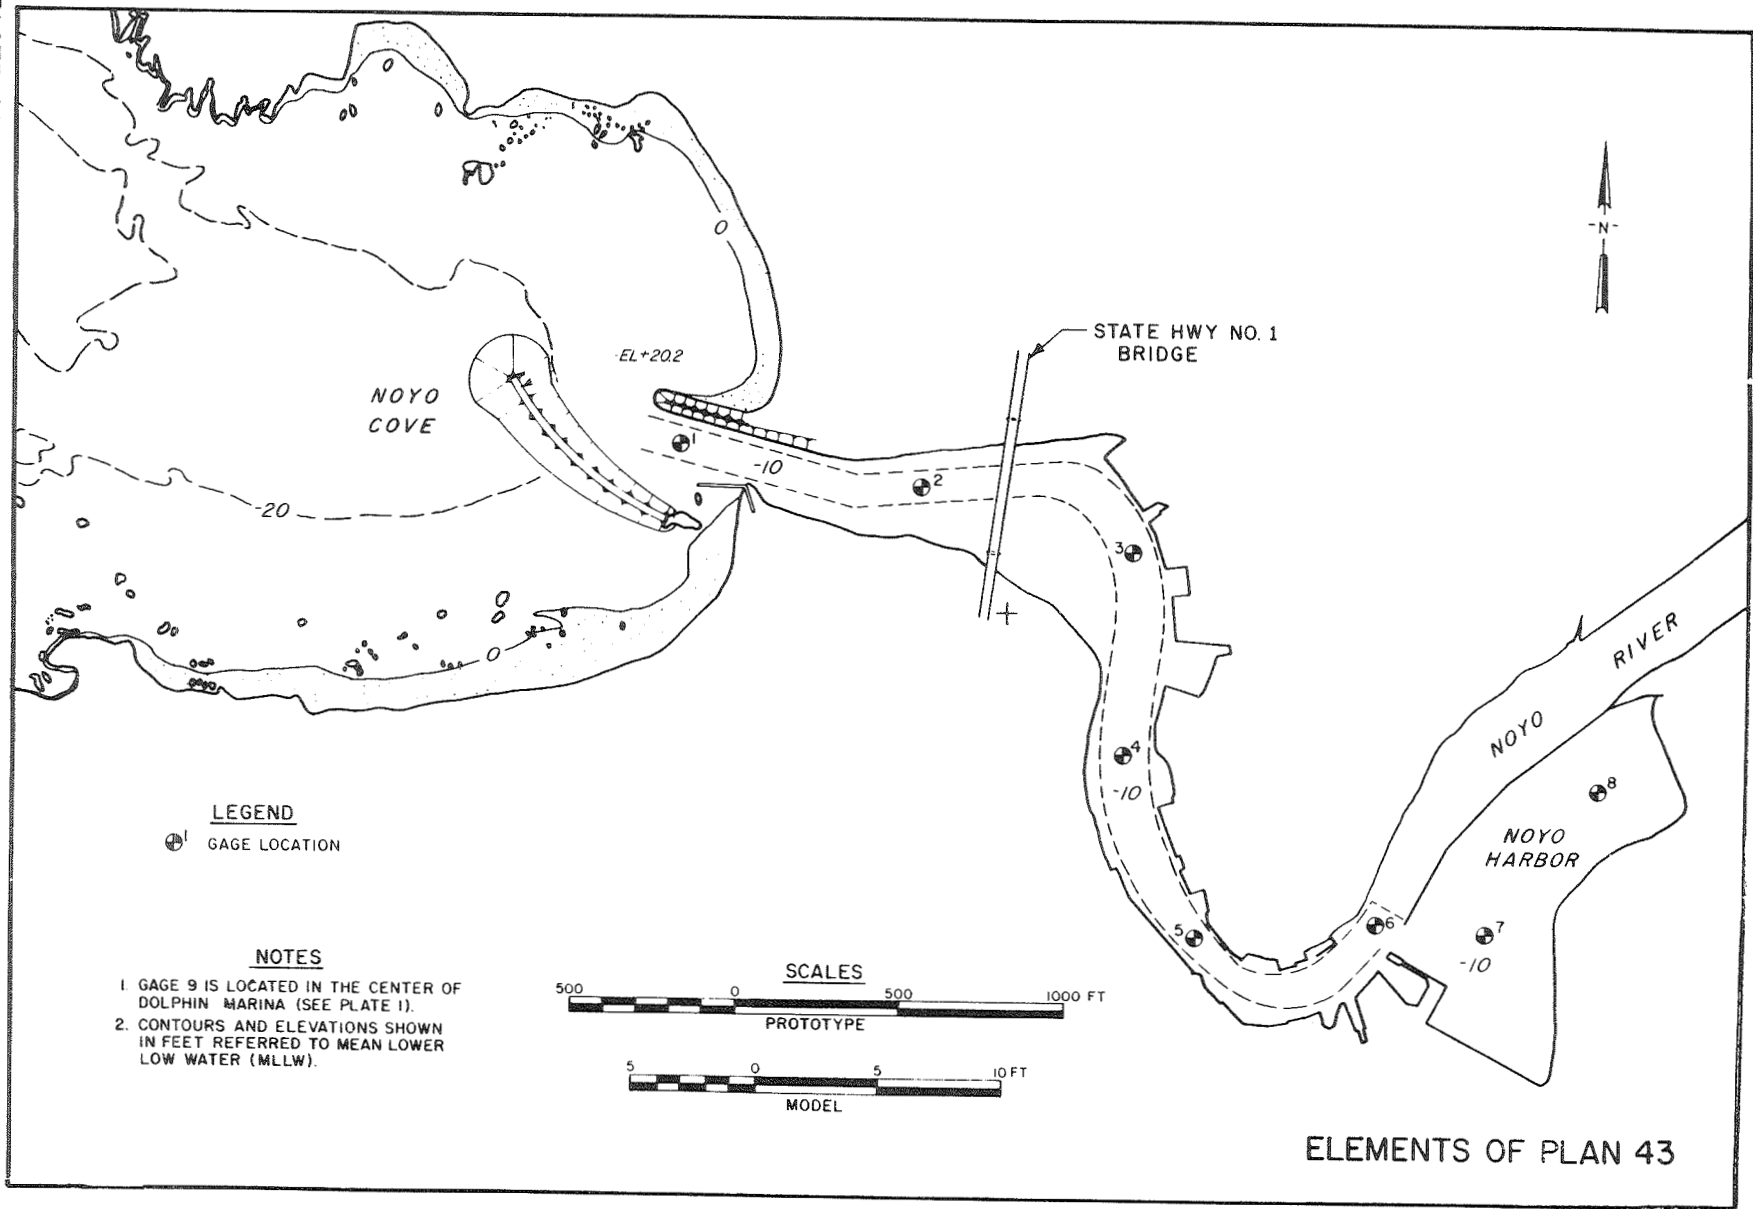 0
-N-
STATE HWY NO. 1
BRIDGE
-EL+20.2
NOYO
COVE
1
-10
2
-20
3
0
4
-10
RIVER
NOYO
8
NOYO
HARBOR
5
6
7
-10
LEGEND
1
GAGE LOCATION
NOTES
1. GAGE 9 IS LOCATED IN THE CENTER OF
DOLPHIN MARINA (SEE PLATE 1).
2. CONTOURS AND ELEVATIONS SHOWN
IN FEET REFERRED TO MEAN LOWER
LOW WATER (MLLW).
SCALES
500 0 500 1000 FT
PROTOTYPE
5 0 5 10 FT
MODEL
ELEMENTS OF PLAN 43